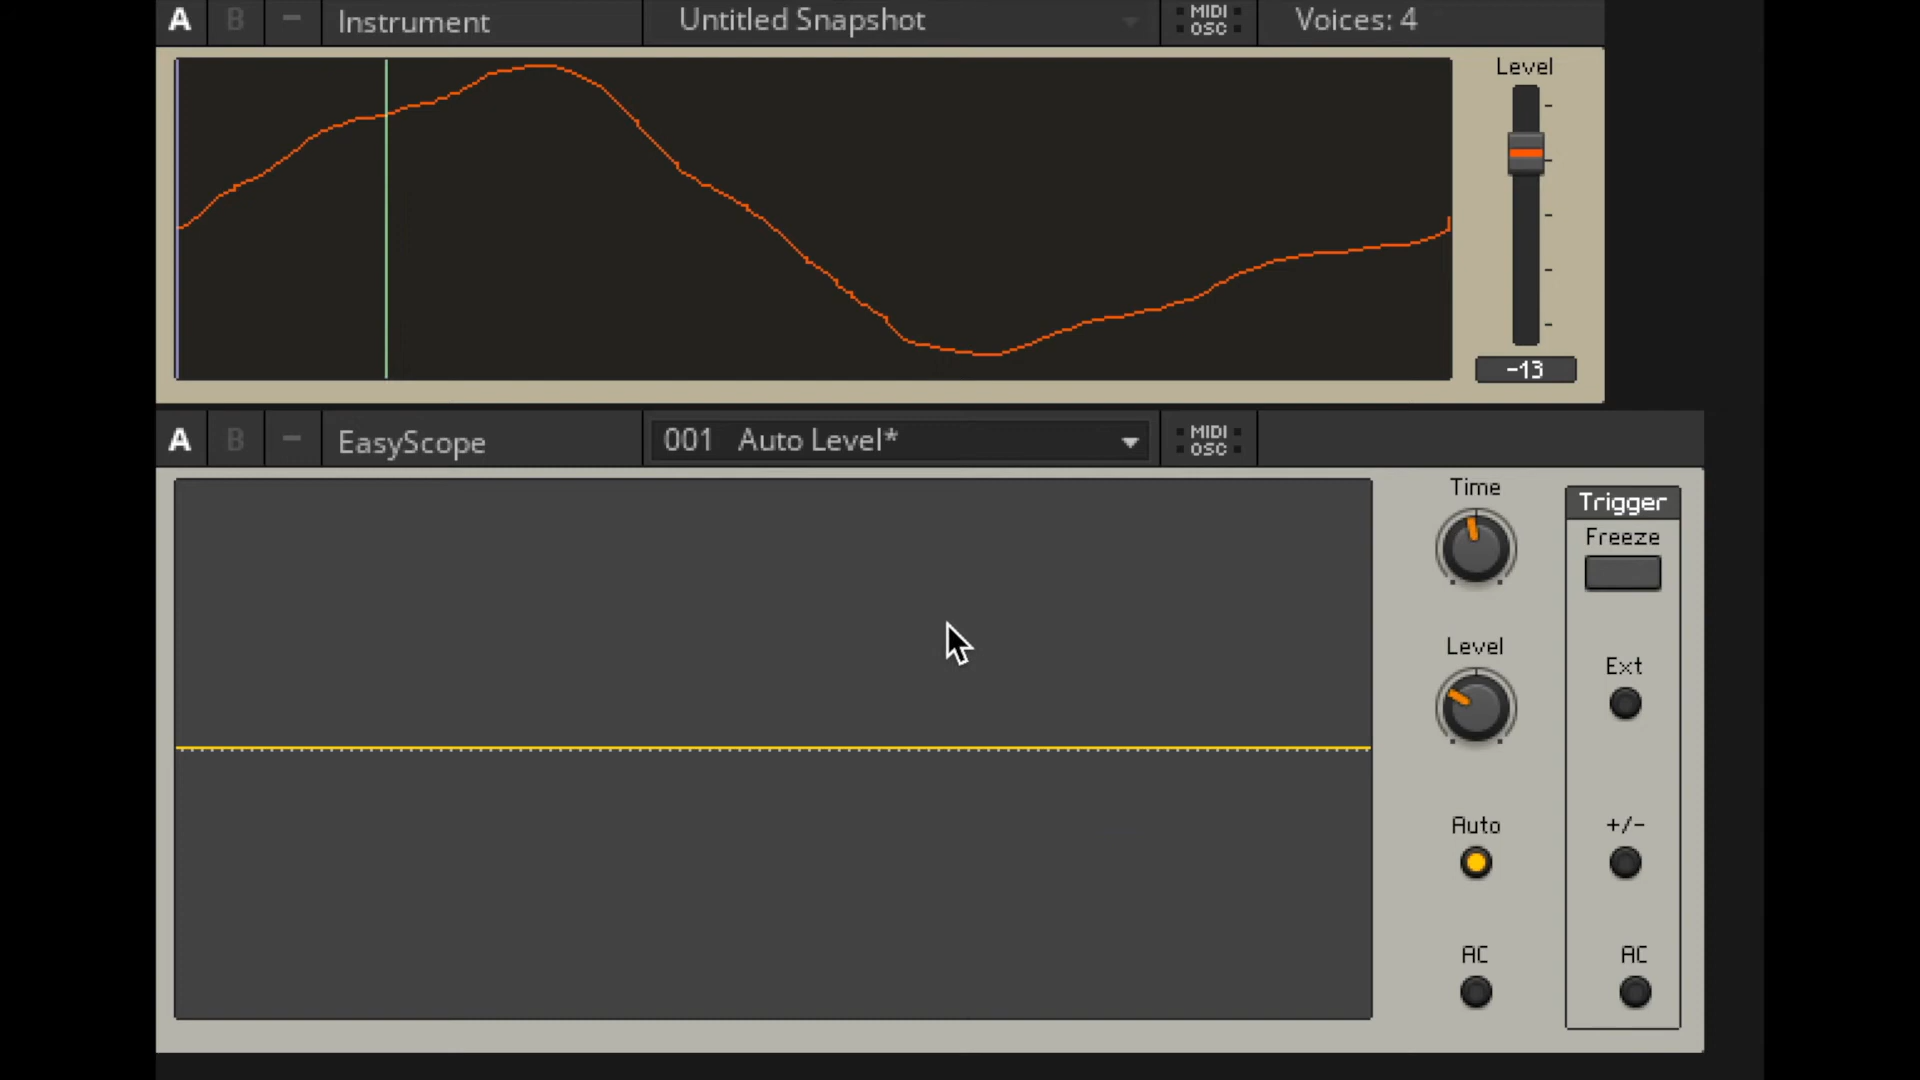 A B – Instrument Untitled Snapshot MIDI OSC Voices: 4
Level
-13
A B – EasyScope 001 Auto Level* MIDI OSC
Time
Trigger
Freeze
Level
Ext
Auto
+/-
AC
AC